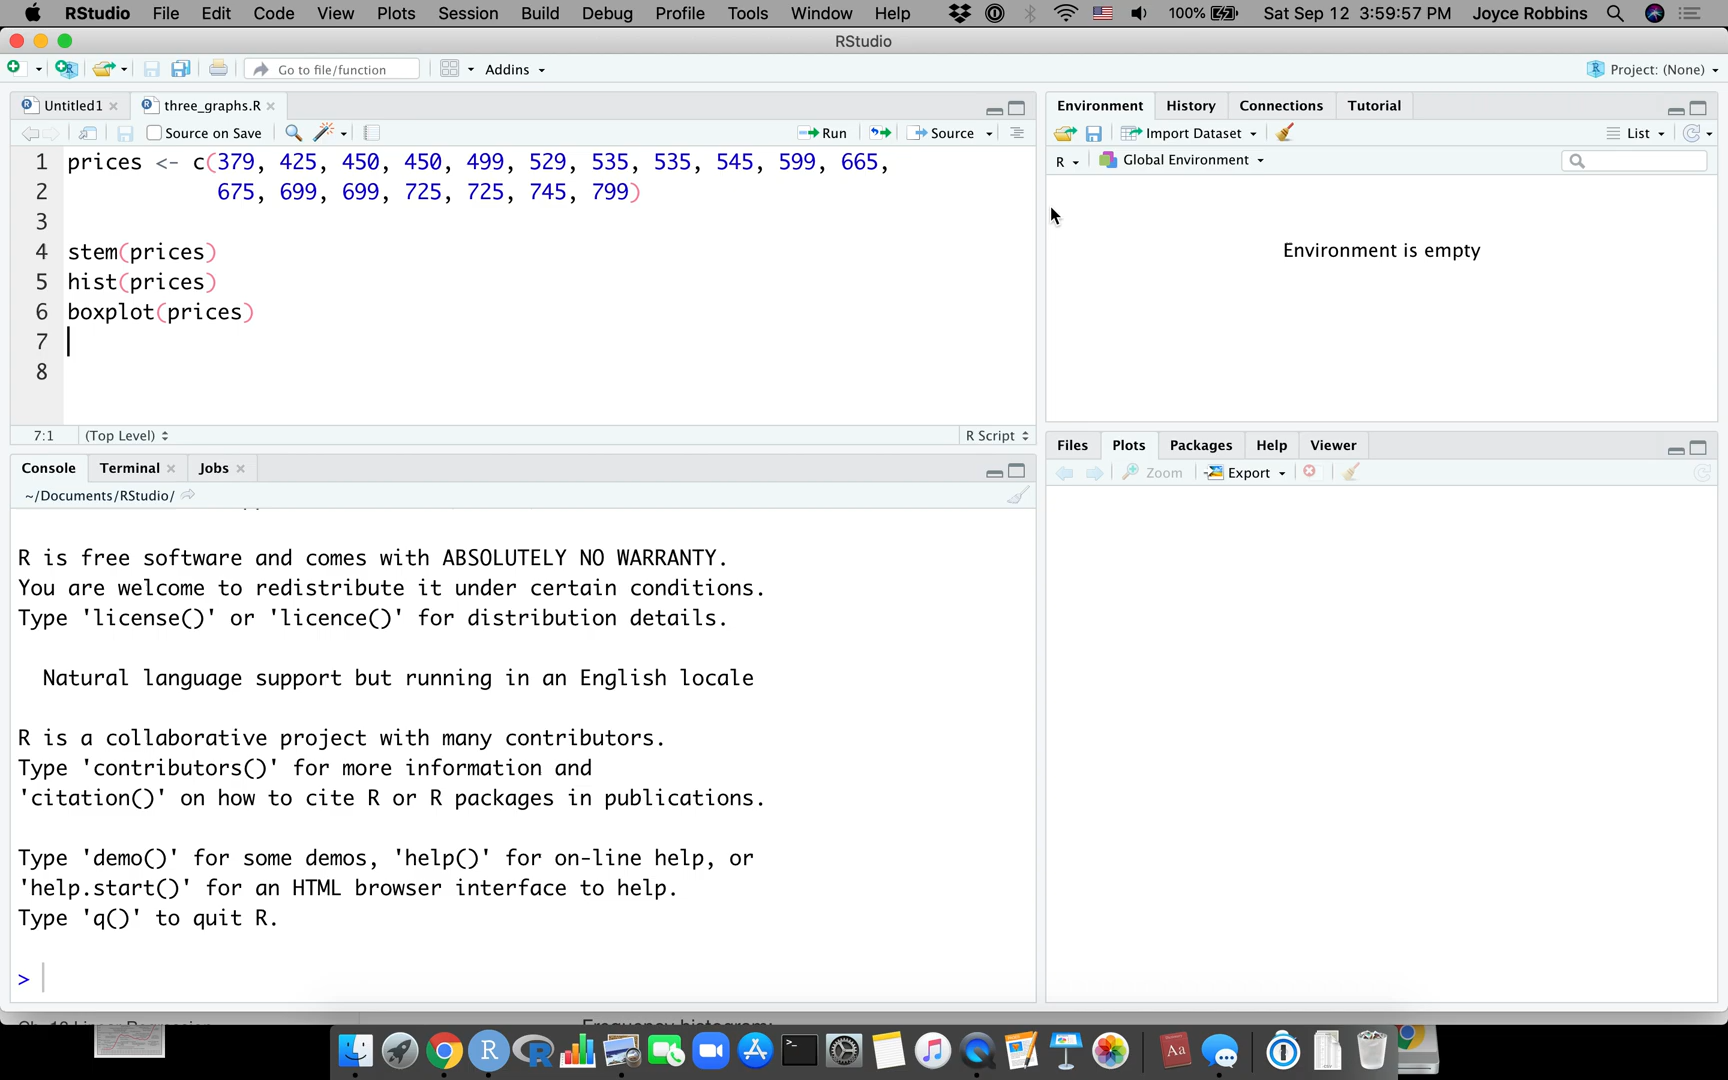 RStudio File Edit Code View Plots Session Build Debug Profile Tools Window Help 100% Sat Sep 12 3:59:57 PM Joyce Robbins
RStudio
Go to file/function Addins Project: (None)
Untitled1 three_graphs.R
Source on Save Run Source
1 prices <- c(379, 425, 450, 450, 499, 529, 535, 535, 545, 599, 665,
2 675, 699, 699, 725, 725, 745, 799)
3
4 stem(prices)
5 hist(prices)
6 boxplot(prices)
7
8
7:1 (Top Level) R Script
Console Terminal Jobs
~/Documents/RStudio/
R is free software and comes with ABSOLUTELY NO WARRANTY.
You are welcome to redistribute it under certain conditions.
Type 'license()' or 'licence()' for distribution details.
Natural language support but running in an English locale
R is a collaborative project with many contributors.
Type 'contributors()' for more information and
'citation()' on how to cite R or R packages in publications.
Type 'demo()' for some demos, 'help()' for on-line help, or
'help.start()' for an HTML browser interface to help.
Type 'q()' to quit R.
>
Environment History Connections Tutorial
Import Dataset List
R Global Environment
Environment is empty
Files Plots Packages Help Viewer
Zoom Export